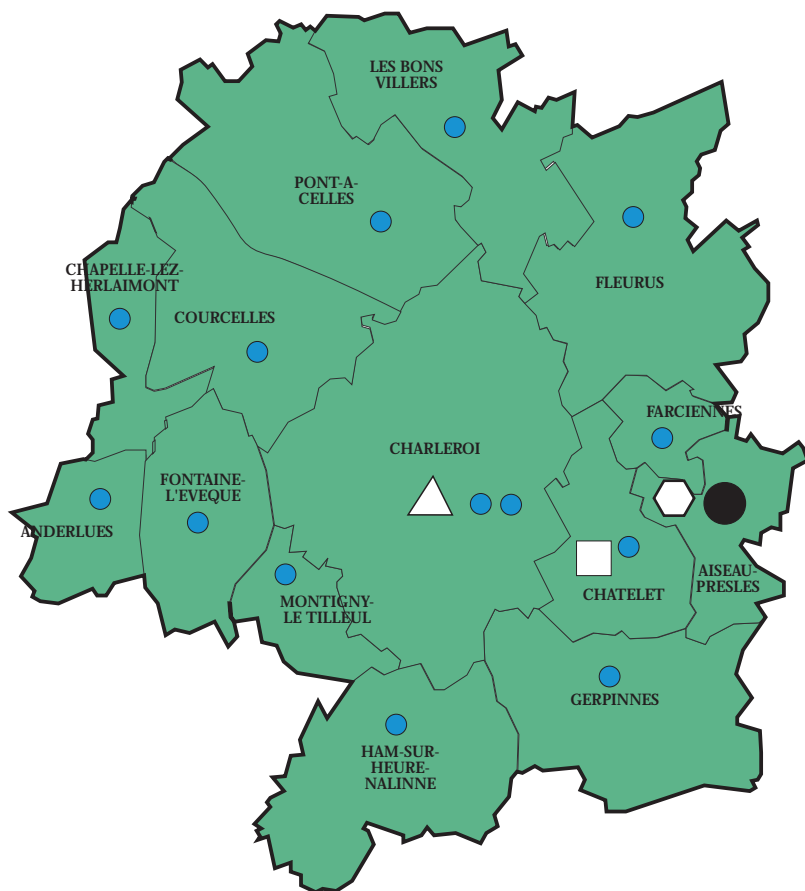 LES BONS
VILLERS
PONT-A-
CELLES
CHAPELLE-LEZ-
HERLAIMONT
FLEURUS
COURCELLES
FARCIENNES
CHARLEROI
FONTAINE-
L'EVEQUE
ANDERLUES
AISEAU-
PRESLES
CHATELET
MONTIGNY-
LE TILLEUL
GERPINNES
HAM-SUR-
HEURE-
NALINNE